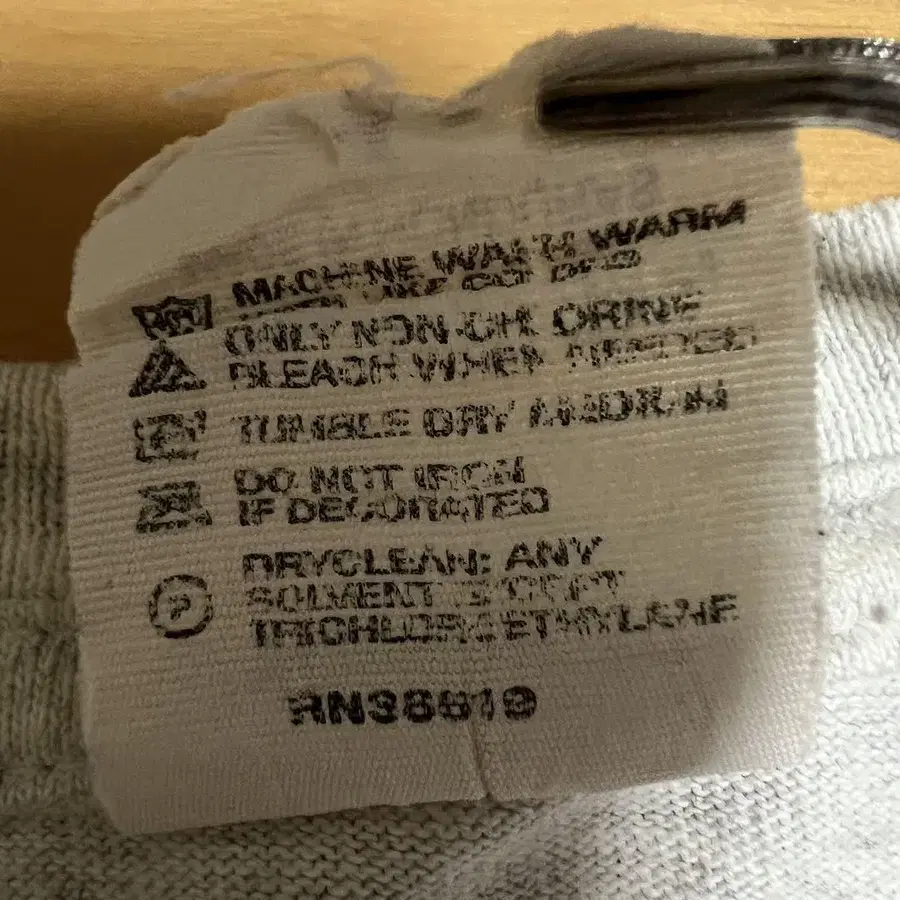 MACHINE WASH WARM
ONLY NON-CHLORINE
BLEACH WHEN NEEDED
TUMBLE DRY MEDIUM
DO NOT IRON
IF DECORATED
P
DRYCLEAN: ANY
SOLVENT EXCEPT
TRICHLOROETHYLENE